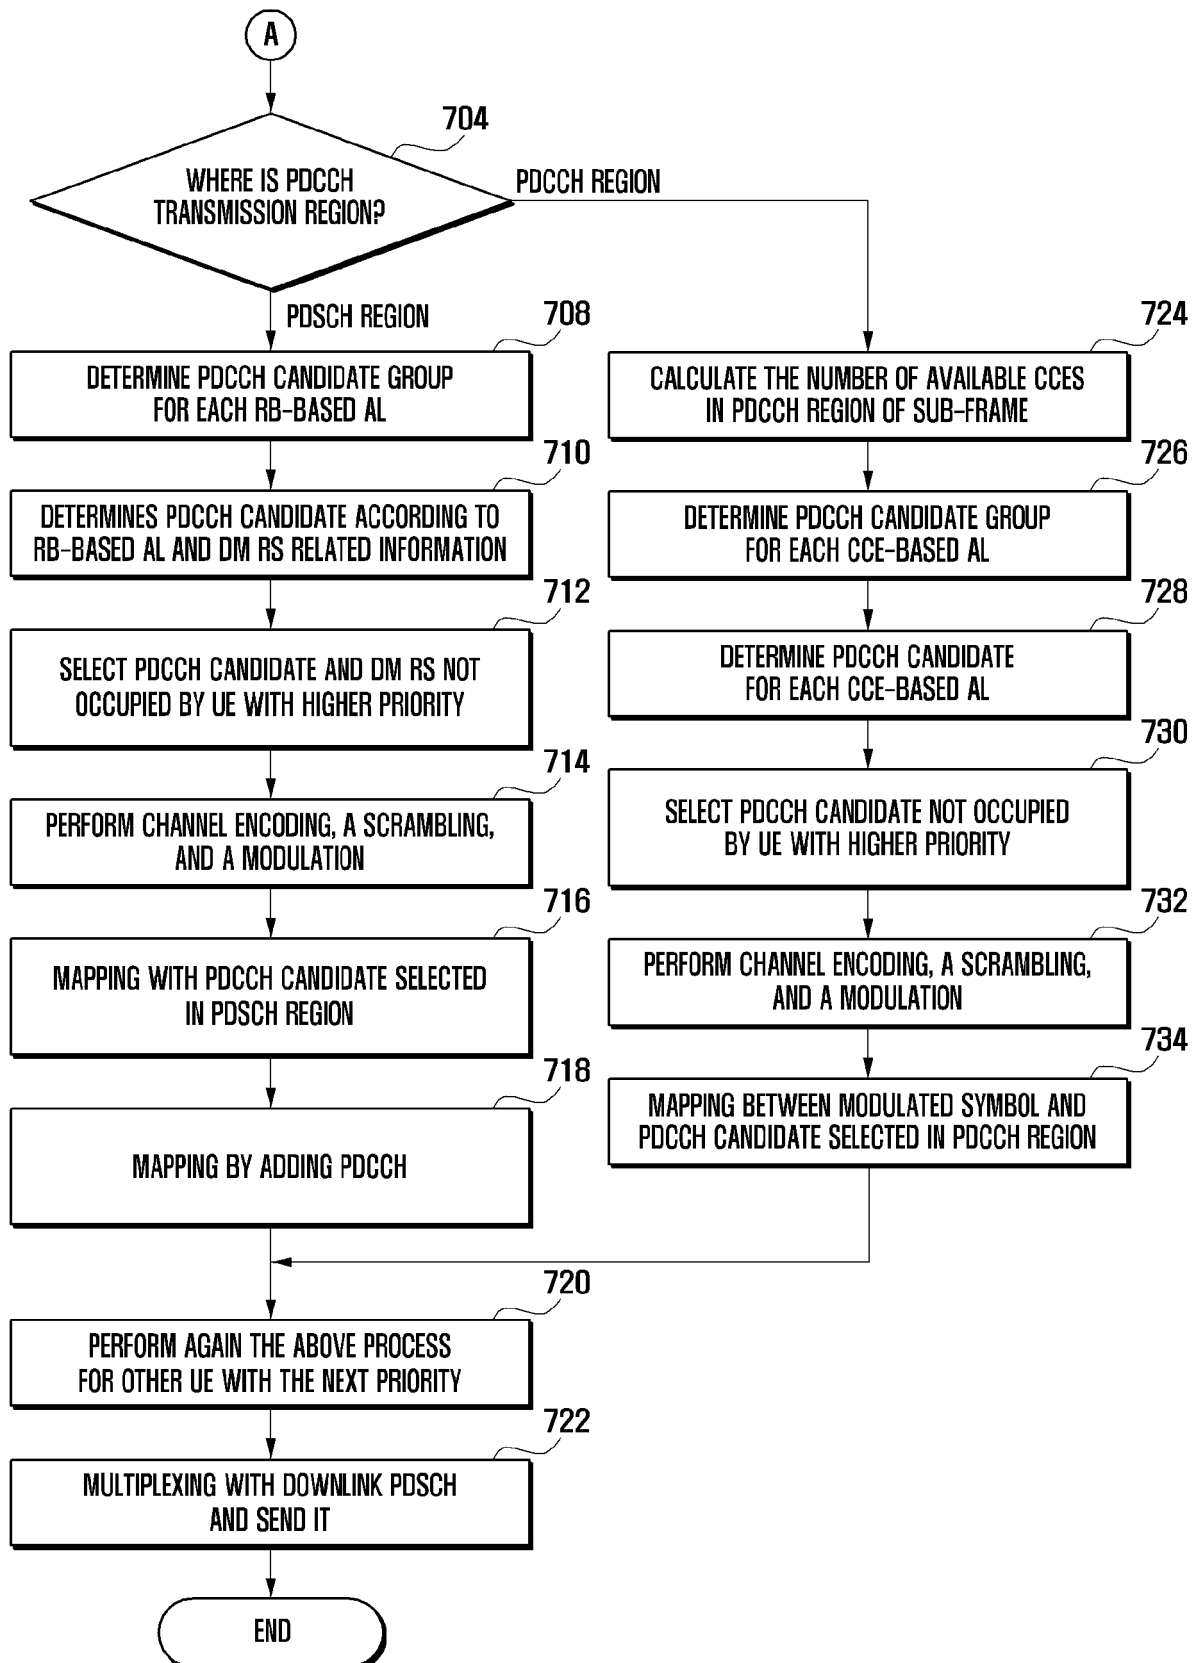 A
704
WHERE IS PDCCH
TRANSMISSION REGION?
PDCCH REGION
PDSCH REGION
708
DETERMINE PDCCH CANDIDATE GROUP
FOR EACH RB-BASED AL
710
DETERMINES PDCCH CANDIDATE ACCORDING TO
RB-BASED AL AND DM RS RELATED INFORMATION
712
SELECT PDCCH CANDIDATE AND DM RS NOT
OCCUPIED BY UE WITH HIGHER PRIORITY
714
PERFORM CHANNEL ENCODING, A SCRAMBLING,
AND A MODULATION
716
MAPPING WITH PDCCH CANDIDATE SELECTED
IN PDSCH REGION
718
MAPPING BY ADDING PDCCH
724
CALCULATE THE NUMBER OF AVAILABLE CCES
IN PDCCH REGION OF SUB-FRAME
726
DETERMINE PDCCH CANDIDATE GROUP
FOR EACH CCE-BASED AL
728
DETERMINE PDCCH CANDIDATE
FOR EACH CCE-BASED AL
730
SELECT PDCCH CANDIDATE NOT OCCUPIED
BY UE WITH HIGHER PRIORITY
732
PERFORM CHANNEL ENCODING, A SCRAMBLING,
AND A MODULATION
734
MAPPING BETWEEN MODULATED SYMBOL AND
PDCCH CANDIDATE SELECTED IN PDCCH REGION
720
PERFORM AGAIN THE ABOVE PROCESS
FOR OTHER UE WITH THE NEXT PRIORITY
722
MULTIPLEXING WITH DOWNLINK PDSCH
AND SEND IT
END